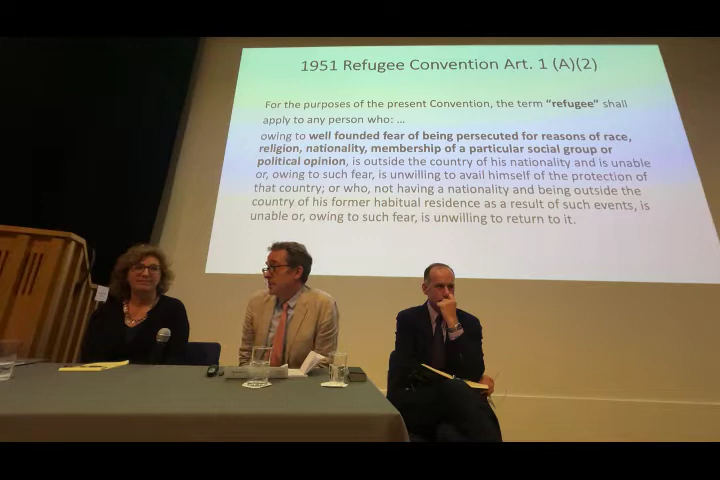 1951 Refugee Convention Art. 1 (A)(2)
For the purposes of the present Convention, the term “refugee” shall
apply to any person who: ...
owing to well founded fear of being persecuted for reasons of race,
religion, nationality, membership of a particular social group or
political opinion, is outside the country of his nationality and is unable
or, owing to such fear, is unwilling to avail himself of the protection of
that country; or who, not having a nationality and being outside the
country of his former habitual residence as a result of such events, is
unable or, owing to such fear, is unwilling to return to it.